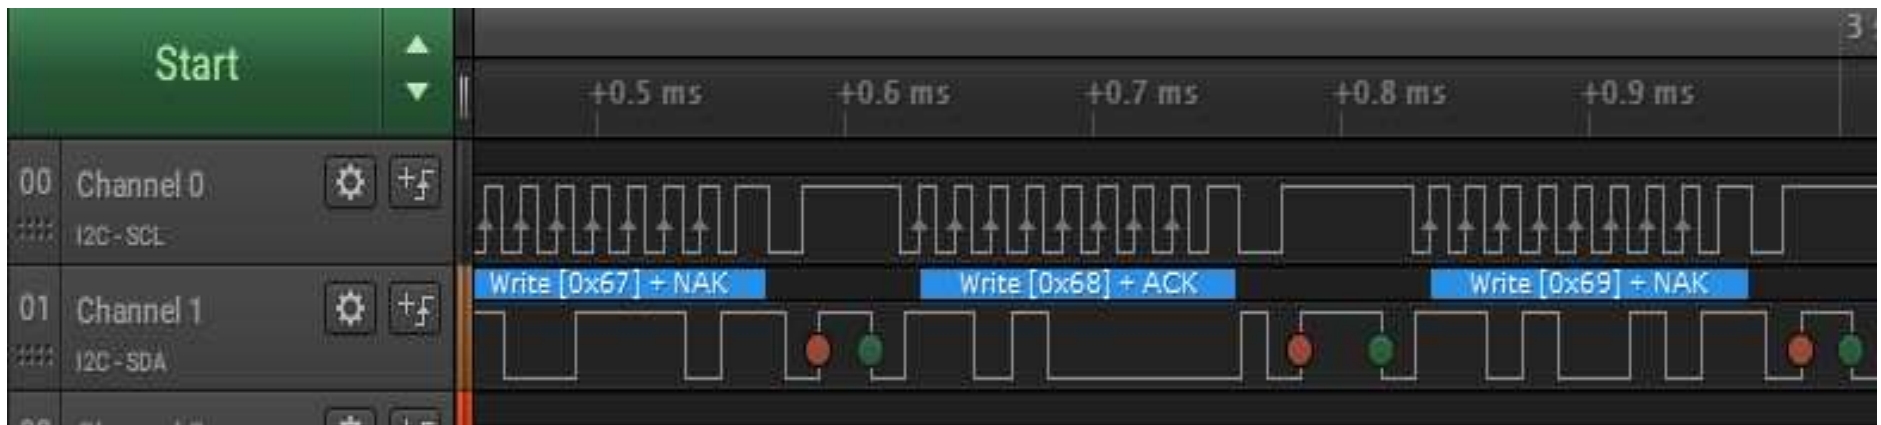 Start
3
+0.5 ms +0.6 ms +0.7 ms +0.8 ms +0.9 ms
00 Channel 0
I2C - SCL
Write [0x67] + NAK Write [0x68] + ACK Write [0x69] + NAK
01 Channel 1
I2C - SDA